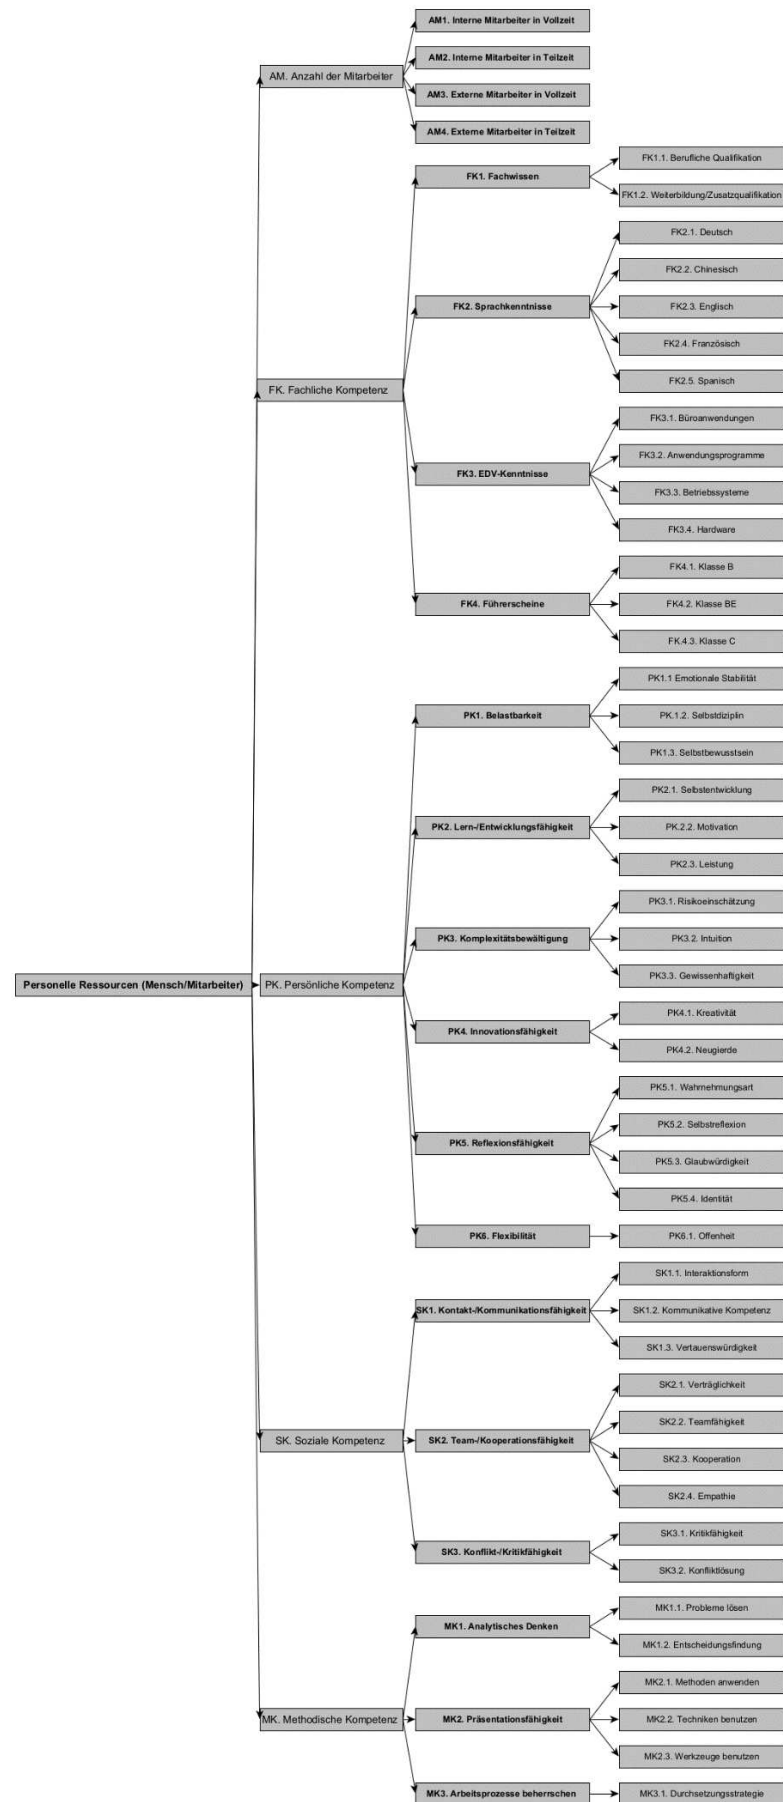 Personelle Ressourcen (Mensch/Mitarbeiter)
AM. Anzahl der Mitarbeiter
AM1. Interne Mitarbeiter in Vollzeit
AM2. Interne Mitarbeiter in Teilzeit
AM3. Externe Mitarbeiter in Vollzeit
AM4. Externe Mitarbeiter in Teilzeit
FK. Fachliche Kompetenz
FK1. Fachwissen
FK1.1. Berufliche Qualifikation
FK1.2. Weiterbildung/Zusatzqualifikation
FK2. Sprachkenntnisse
FK2.1. Deutsch
FK2.2. Chinesisch
FK2.3. Englisch
FK2.4. Französisch
FK2.5. Spanisch
FK3. EDV-Kenntnisse
FK3.1. Büroanwendungen
FK3.2. Anwendungsprogramme
FK3.3. Betriebssysteme
FK3.4. Hardware
FK4. Führerscheine
FK4.1. Klasse B
FK4.2. Klasse BE
FK.4.3. Klasse C
PK. Persönliche Kompetenz
PK1. Belastbarkeit
PK1.1 Emotionale Stabilität
PK.1.2. Selbstdiziplin
PK1.3. Selbstbewusstsein
PK2. Lern-/Entwicklungsfähigkeit
PK2.1. Selbstentwicklung
PK.2.2. Motivation
PK2.3. Leistung
PK3. Komplexitätsbewältigung
PK3.1. Risikoeinschätzung
PK3.2. Intuition
PK3.3. Gewissenhaftigkeit
PK4. Innovationsfähigkeit
PK4.1. Kreativität
PK4.2. Neugierde
PK5. Reflexionsfähigkeit
PK5.1. Wahrnehmungsart
PK5.2. Selbstreflexion
PK5.3. Glaubwürdigkeit
PK5.4. Identität
PK6. Flexibilität
PK6.1. Offenheit
SK. Soziale Kompetenz
SK1. Kontakt-/Kommunikationsfähigkeit
SK1.1. Interaktionsform
SK1.2. Kommunikative Kompetenz
SK1.3. Vertauenswürdigkeit
SK2. Team-/Kooperationsfähigkeit
SK2.1. Verträglichkeit
SK2.2. Teamfähigkeit
SK2.3. Kooperation
SK2.4. Empathie
SK3. Konflikt-/Kritikfähigkeit
SK3.1. Kritikfähigkeit
SK3.2. Konfliktlösung
MK. Methodische Kompetenz
MK1. Analytisches Denken
MK1.1. Probleme lösen
MK1.2. Entscheidungsfindung
MK2. Präsentationsfähigkeit
MK2.1. Methoden anwenden
MK2.2. Techniken benutzen
MK2.3. Werkzeuge benutzen
MK3. Arbeitsprozesse beherrschen
MK3.1. Durchsetzungsstrategie